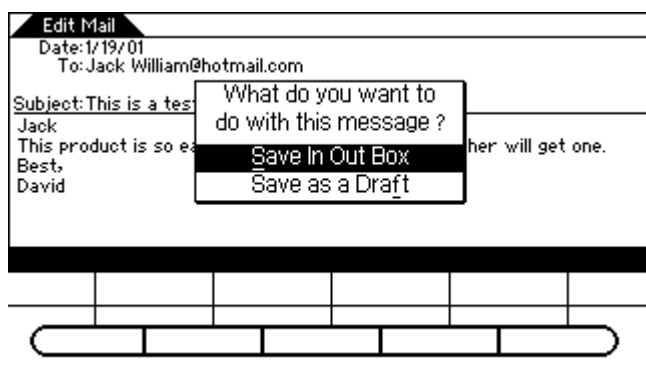 Edit Mail
Date:1/19/01
To:Jack William@hotmail.com
Subject:This is a tes
Jack
This product is so ea her will get one.
Best,
David
What do you want to
do with this message ?
Save In Out Box
Save as a Draft